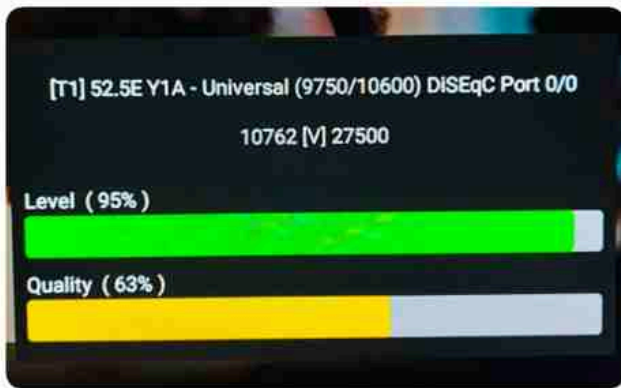 [T1] 52.5E Y1A - Universal (9750/10600) DiSEqC Port 0/0
10762 [V] 27500
Level ( 95% )
Quality ( 63% )